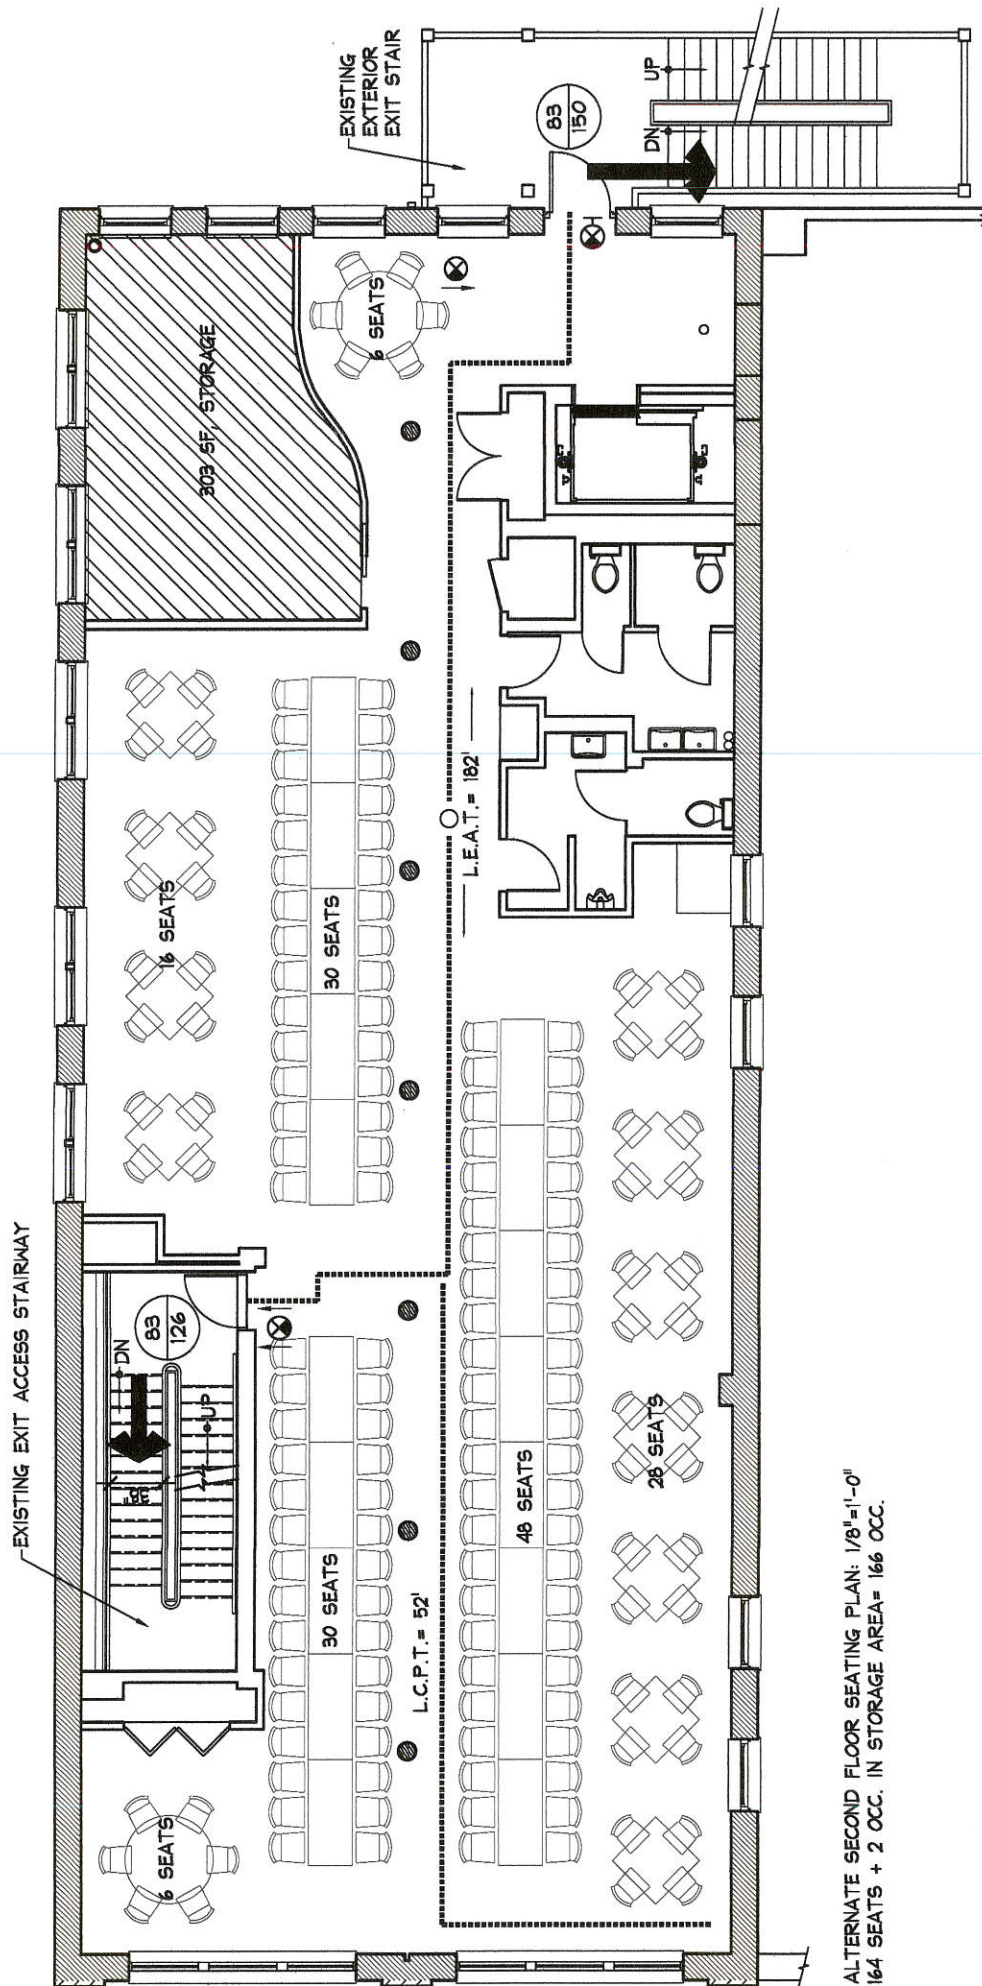 EXISTING
EXTERIOR
EXIT STAIR
83
150
DN
UP
303 SF, STORAGE
6 SEATS
16 SEATS
30 SEATS
L.E.A.T. = 182'
EXISTING EXIT ACCESS STAIRWAY
83
126
DN
UP
38"
30 SEATS
L.C.P.T. = 52'
48 SEATS
28 SEATS
6 SEATS
ALTERNATE SECOND FLOOR SEATING PLAN: 1/8"=1'-0"
164 SEATS + 2 OCC. IN STORAGE AREA= 166 OCC.